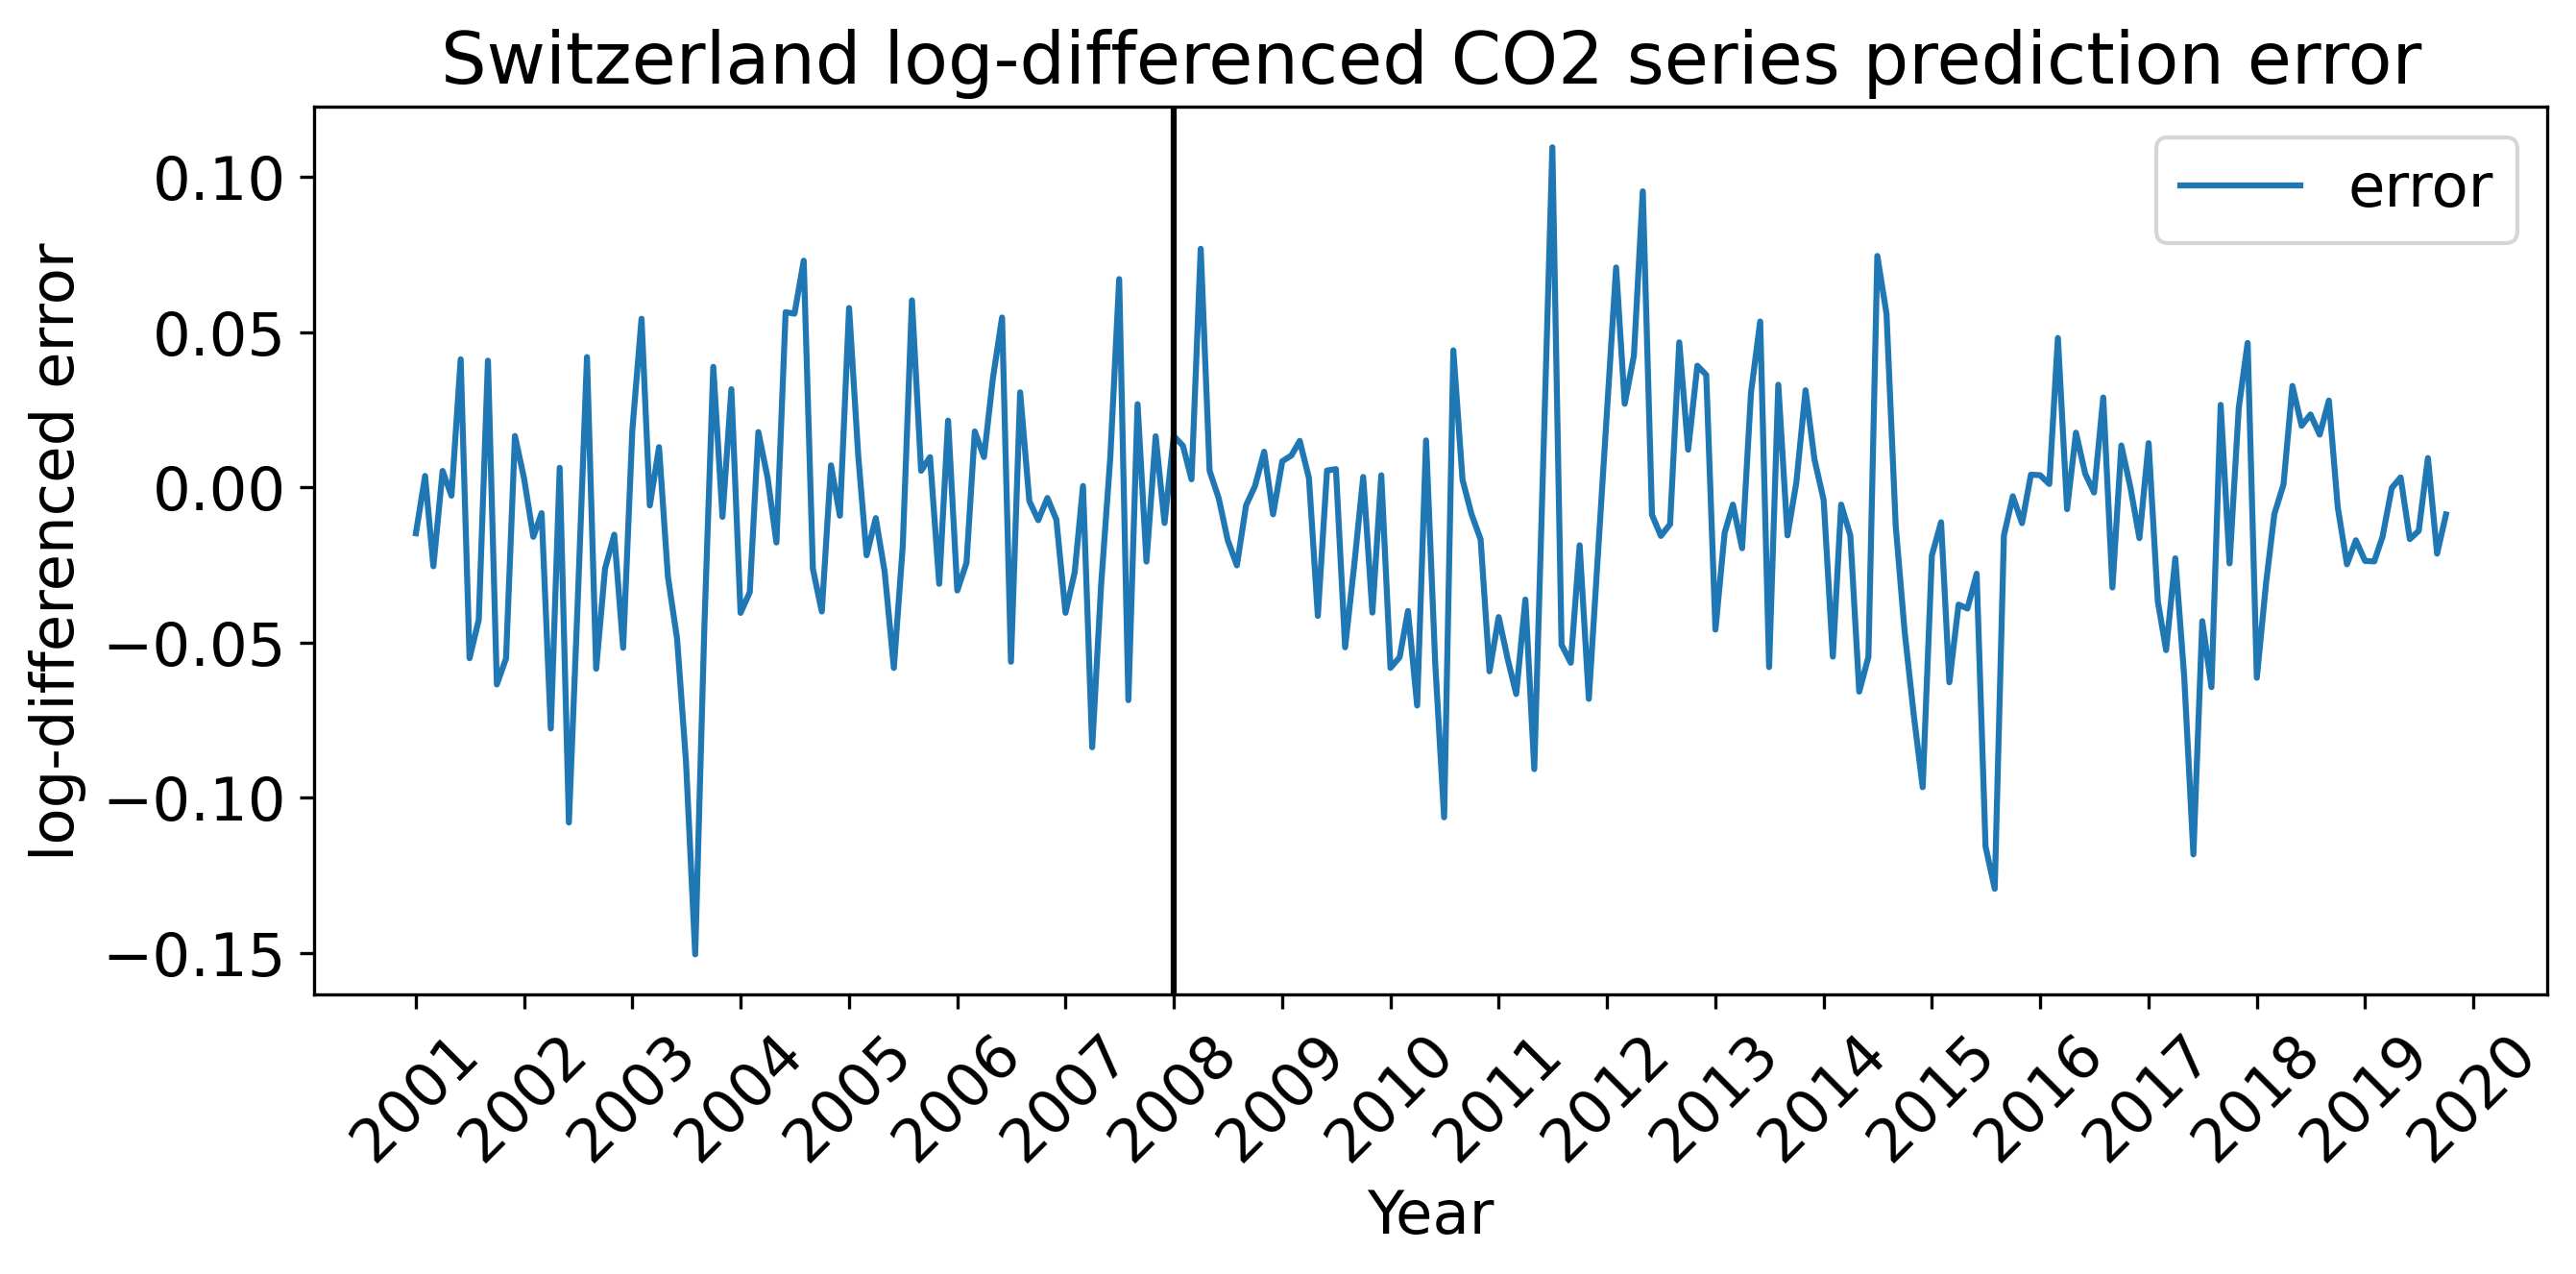 Switzerland log-differenced CO2 series prediction error
error
log-differenced error
0.10
0.05
0.00
−0.05
−0.10
−0.15
2001 2002 2003 2004 2005 2006 2007 2008 2009 2010 2011 2012 2013 2014 2015 2016 2017 2018 2019 2020
Year